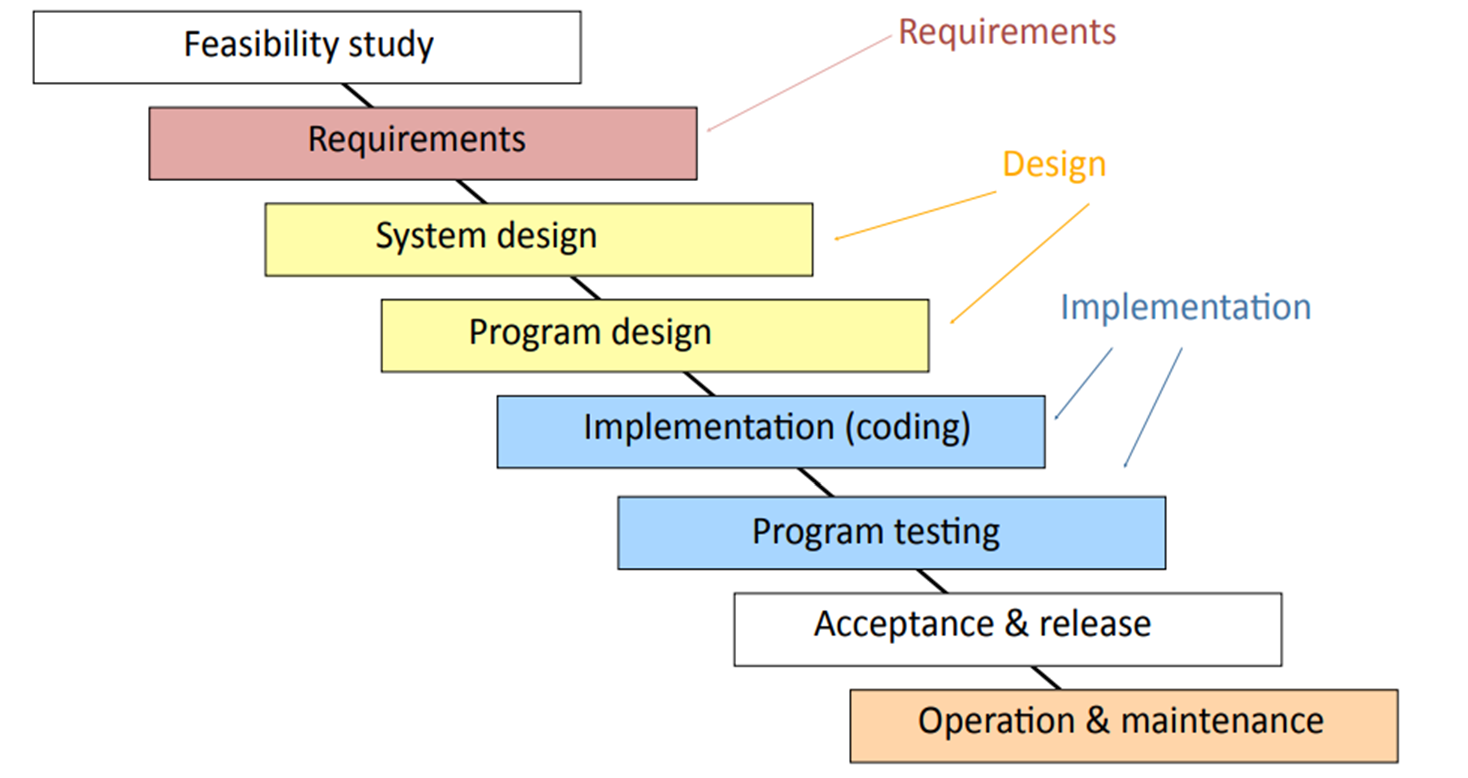 Feasibility study
Requirements
Requirements
Design
System design
Implementation
Program design
Implementation (coding)
Program testing
Acceptance & release
Operation & maintenance